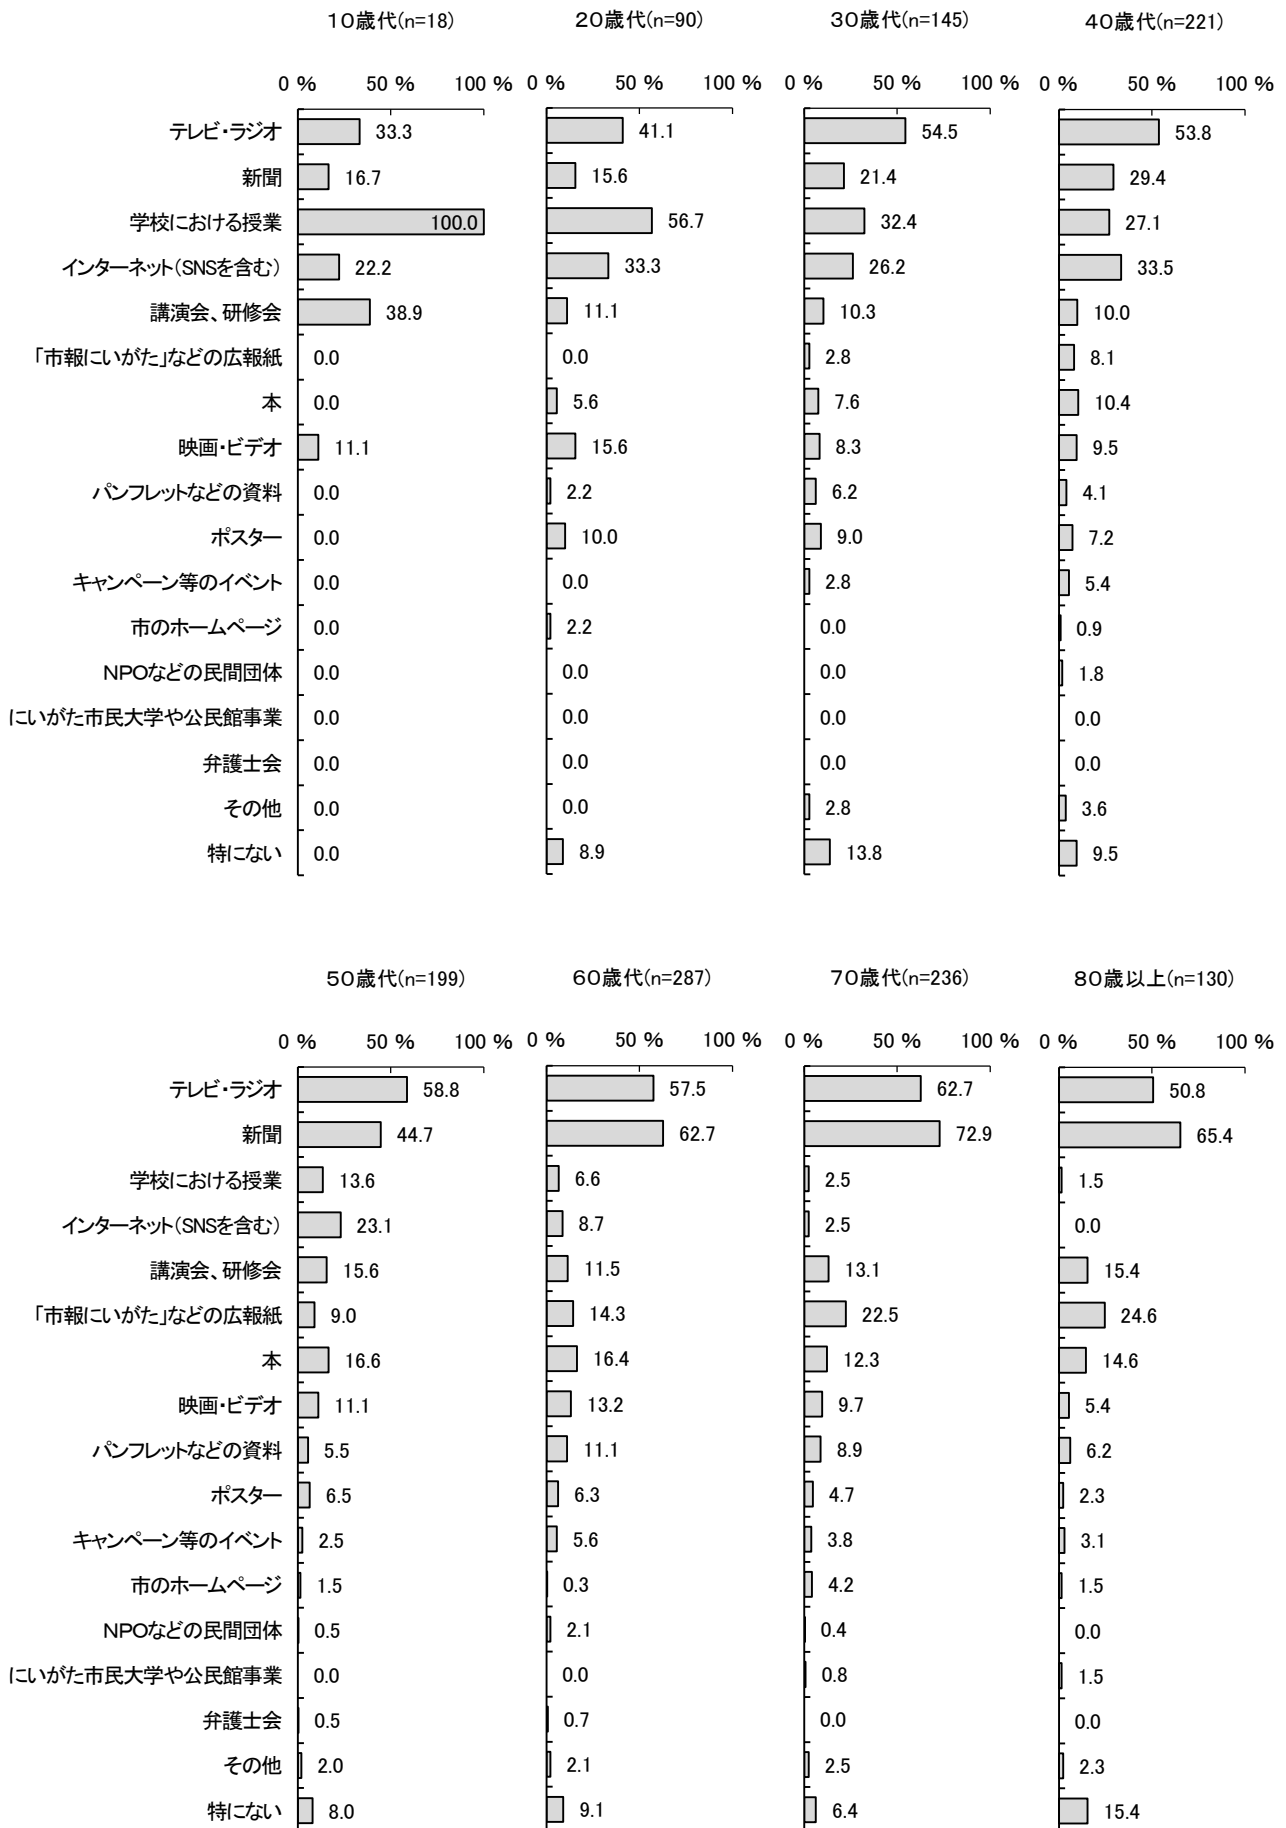 10歳代(n=18) 20歳代(n=90) 30歳代(n=145) 40歳代(n=221)
0 % 50 % 100 % 0 % 50 % 100 % 0 % 50 % 100 % 0 % 50 % 100 %
テレビ・ラジオ 33.3 41.1 54.5 53.8
新聞 16.7 15.6 21.4 29.4
学校における授業 100.0 56.7 32.4 27.1
インターネット(SNSを含む) 22.2 33.3 26.2 33.5
講演会、研修会 38.9 11.1 10.3 10.0
「市報にいがた」などの広報紙 0.0 0.0 2.8 8.1
本 0.0 5.6 7.6 10.4
映画・ビデオ 11.1 15.6 8.3 9.5
パンフレットなどの資料 0.0 2.2 6.2 4.1
ポスター 0.0 10.0 9.0 7.2
キャンペーン等のイベント 0.0 0.0 2.8 5.4
市のホームページ 0.0 2.2 0.0 0.9
NPOなどの民間団体 0.0 0.0 0.0 1.8
にいがた市民大学や公民館事業 0.0 0.0 0.0 0.0
弁護士会 0.0 0.0 0.0 0.0
その他 0.0 0.0 2.8 3.6
特にない 0.0 8.9 13.8 9.5
50歳代(n=199) 60歳代(n=287) 70歳代(n=236) 80歳以上(n=130)
0 % 50 % 100 % 0 % 50 % 100 % 0 % 50 % 100 % 0 % 50 % 100 %
テレビ・ラジオ 58.8 57.5 62.7 50.8
新聞 44.7 62.7 72.9 65.4
学校における授業 13.6 6.6 2.5 1.5
インターネット(SNSを含む) 23.1 8.7 2.5 0.0
講演会、研修会 15.6 11.5 13.1 15.4
「市報にいがた」などの広報紙 9.0 14.3 22.5 24.6
本 16.6 16.4 12.3 14.6
映画・ビデオ 11.1 13.2 9.7 5.4
パンフレットなどの資料 5.5 11.1 8.9 6.2
ポスター 6.5 6.3 4.7 2.3
キャンペーン等のイベント 2.5 5.6 3.8 3.1
市のホームページ 1.5 0.3 4.2 1.5
NPOなどの民間団体 0.5 2.1 0.4 0.0
にいがた市民大学や公民館事業 0.0 0.0 0.8 1.5
弁護士会 0.5 0.7 0.0 0.0
その他 2.0 2.1 2.5 2.3
特にない 8.0 9.1 6.4 15.4